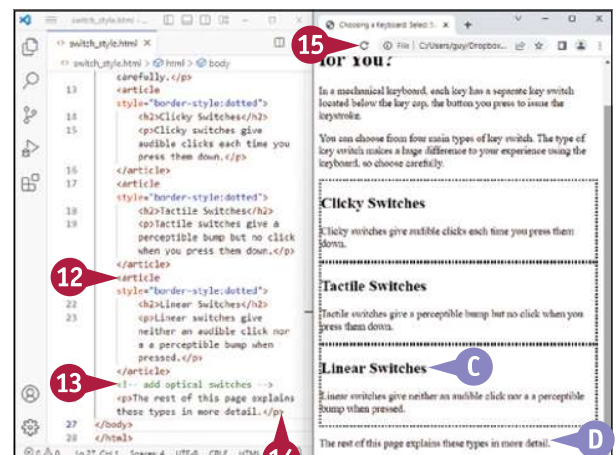 switch_style.html - ...
switch_style.html
switch_style.html > html > body
carefully.</p>
13 <article
style="border-style:dotted">
14 <h2>Clicky Switches</h2>
15 <p>Clicky switches give
audible clicks each time you
press them down.</p>
16 </article>
17 <article
style="border-style:dotted">
18 <h2>Tactile Switches</h2>
19 <p>Tactile switches give a
perceptible bump but no click
when you press them down.</p>
</article>
12
<article
style="border-style:dotted">
22 <h2>Linear Switches</h2>
23 <p>Linear switches give
neither an audible click nor
a a perceptible bump when
pressed.</p>
</article>
13
<!-- add optical switches -->
<p>The rest of this page explains
these types in more detail.</p>
27 </body>
28 </html>
14
Spaces: 4 UTF-8 CRLF HTML
Choosing a Keyboard: Select S...
15
File C:/Users/guy/Dropbox...
for You?
In a mechanical keyboard, each key has a separate key switch
located below the key cap, the button you press to issue the
keystroke.
You can choose from four main types of key switch. The type of
key switch makes a huge difference to your experience using the
keyboard, so choose carefully.
Clicky Switches
Clicky switches give audible clicks each time you press them
down.
Tactile Switches
Tactile switches give a perceptible bump but no click when you
press them down.
Linear Switches
C
Linear switches give neither an audible click nor a a perceptible
bump when pressed.
The rest of this page explains these types in more detail.
D